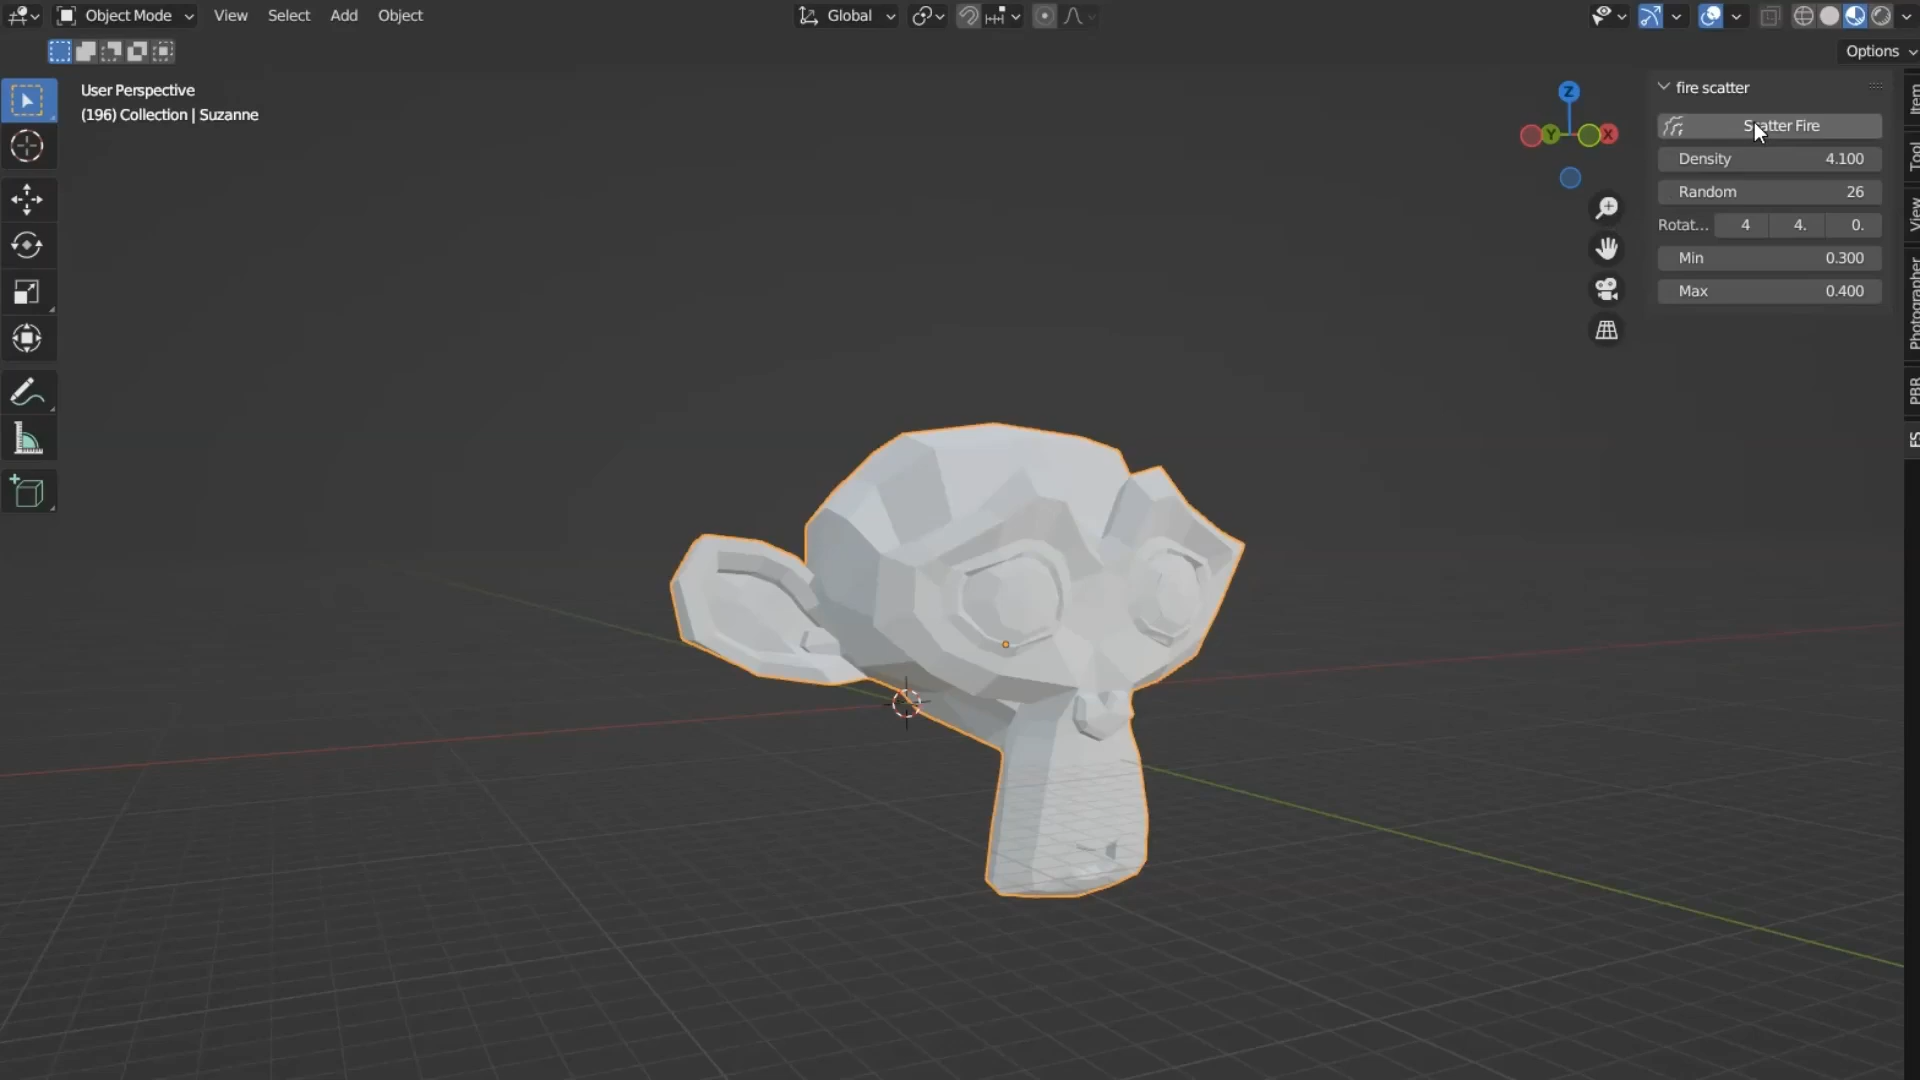 Object Mode View Select Add Object Global
Options
User Perspective
(196) Collection | Suzanne
Z
Y
X
fire scatter
Scatter Fire
Density 4.100
Random 26
Rotat... 4 4. 0.
Min 0.300
Max 0.400
Item
Tool
View
Photographer
PBR
FS